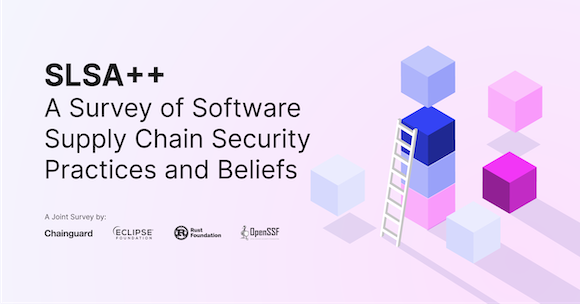 SLSA++
A Survey of Software
Supply Chain Security
Practices and Beliefs
A Joint Survey by:
Chainguard
ECLIPSE
FOUNDATION
Rust
Foundation
OpenSSF